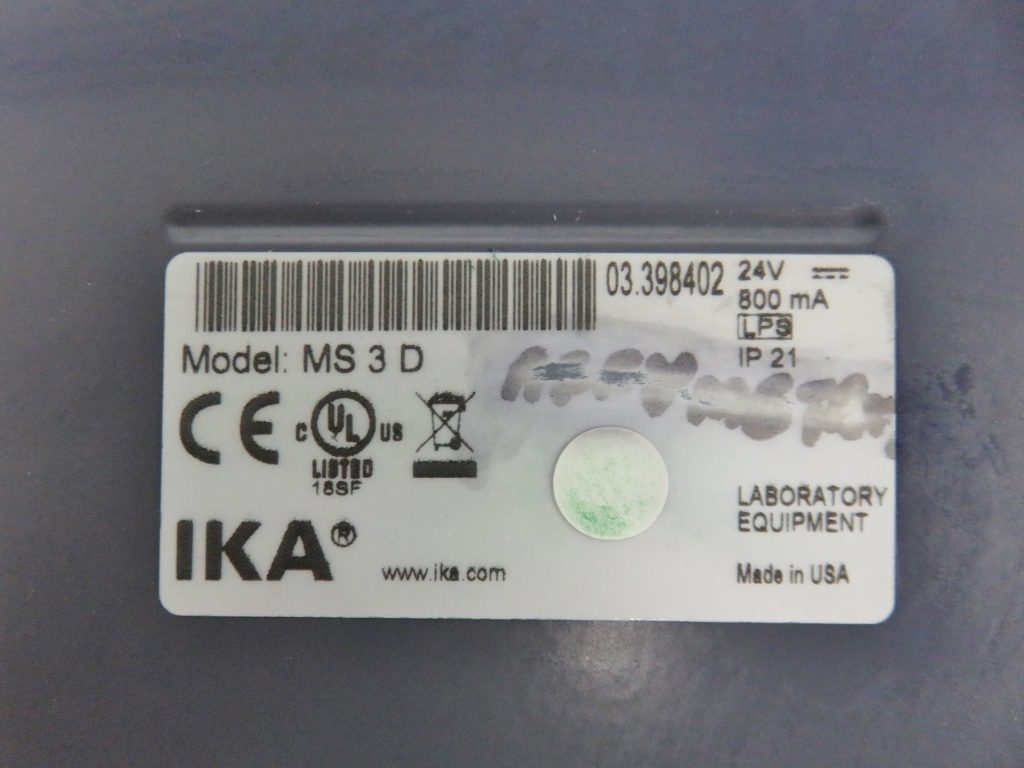 03.398402
24V
800 mA
LPS
IP 21
Model: MS 3 D
CE
C UL US
LISTED
18SF
IKA®
www.ika.com
LABORATORY
EQUIPMENT
Made in USA